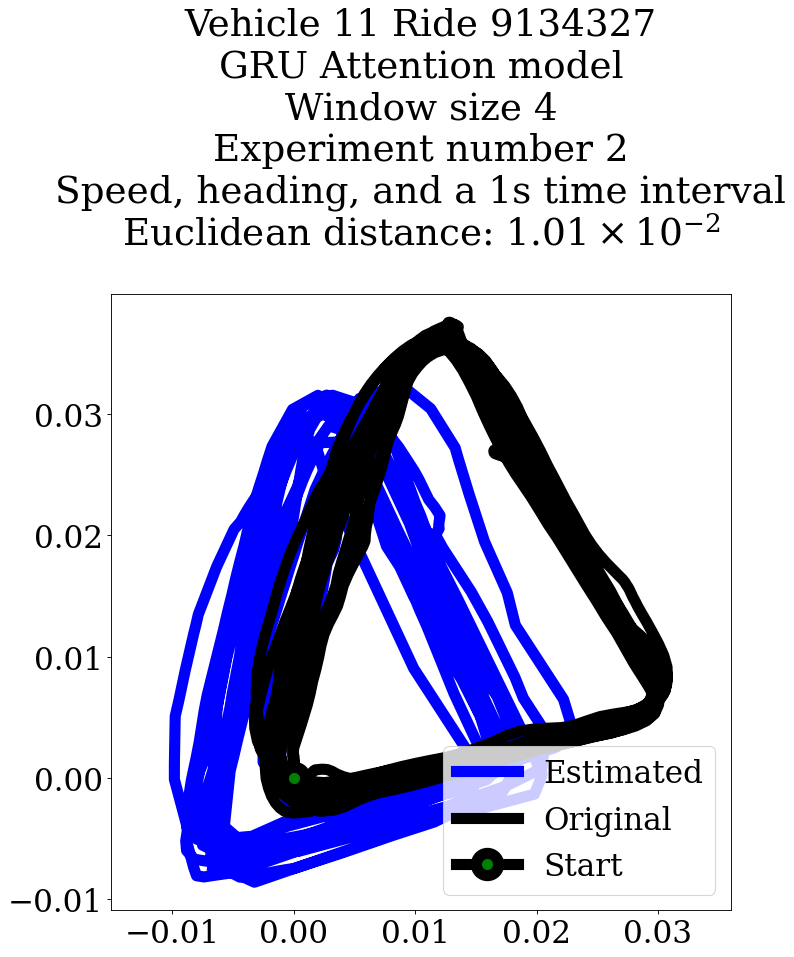 Vehicle 11 Ride 9134327
GRU Attention model
Window size 4
Experiment number 2
Speed, heading, and a 1s time interval
Euclidean distance: 1.01 × 10⁻²
0.03
0.02
0.01
0.00
−0.01
Estimated
Original
Start
−0.01 0.00 0.01 0.02 0.03